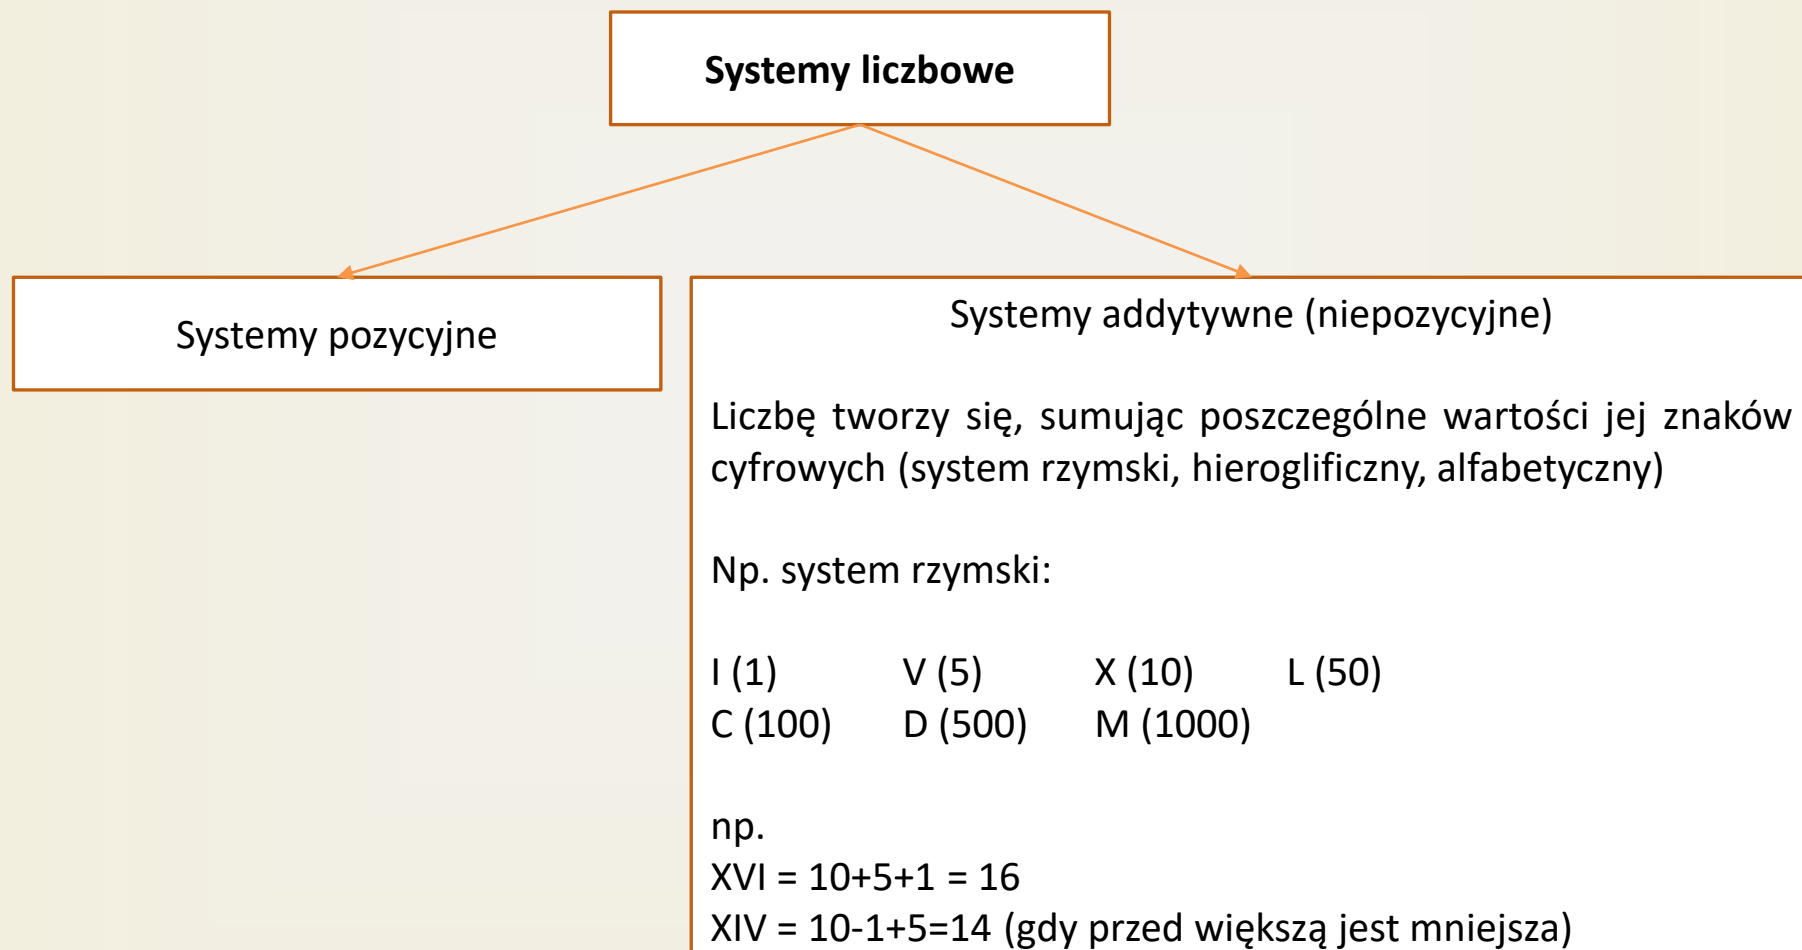 Systemy liczbowe
Systemy pozycyjne
Systemy addytywne (niepozycyjne)
Liczbę tworzy się, sumując poszczególne wartości jej znaków
cyfrowych (system rzymski, hieroglificzny, alfabetyczny)
Np. system rzymski:
I (1) V (5) X (10) L (50)
C (100) D (500) M (1000)
np.
XVI = 10+5+1 = 16
XIV = 10-1+5=14 (gdy przed większą jest mniejsza)